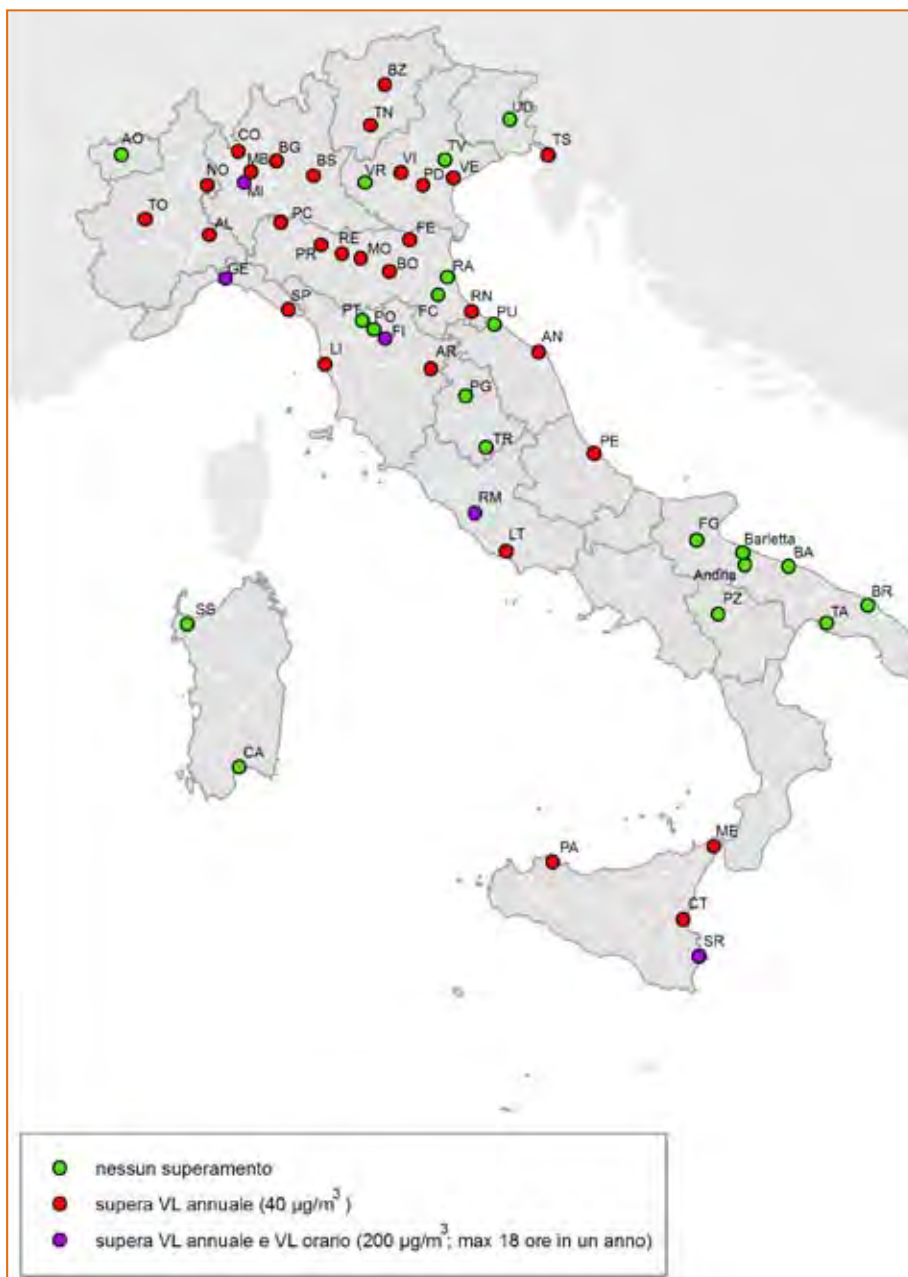 BZ
UD
TN
TS
AO
CO
BG
TV
MB
BS
VI
VE
VR
PD
NO
MI
TO
PC
AL
FE
RE
PR
MO
BO
GE
RA
SP
RN
FC
PT
PO
PU
FI
AN
LI
AR
PG
TR
PE
RM
LT
FG
Barletta
BA
Andria
SS
PZ
BR
TA
CA
ME
PA
CT
SR
nessun superamento
supera VL annuale (40 µg/m³)
supera VL annuale e VL orario (200 µg/m³; max 18 ore in un anno)